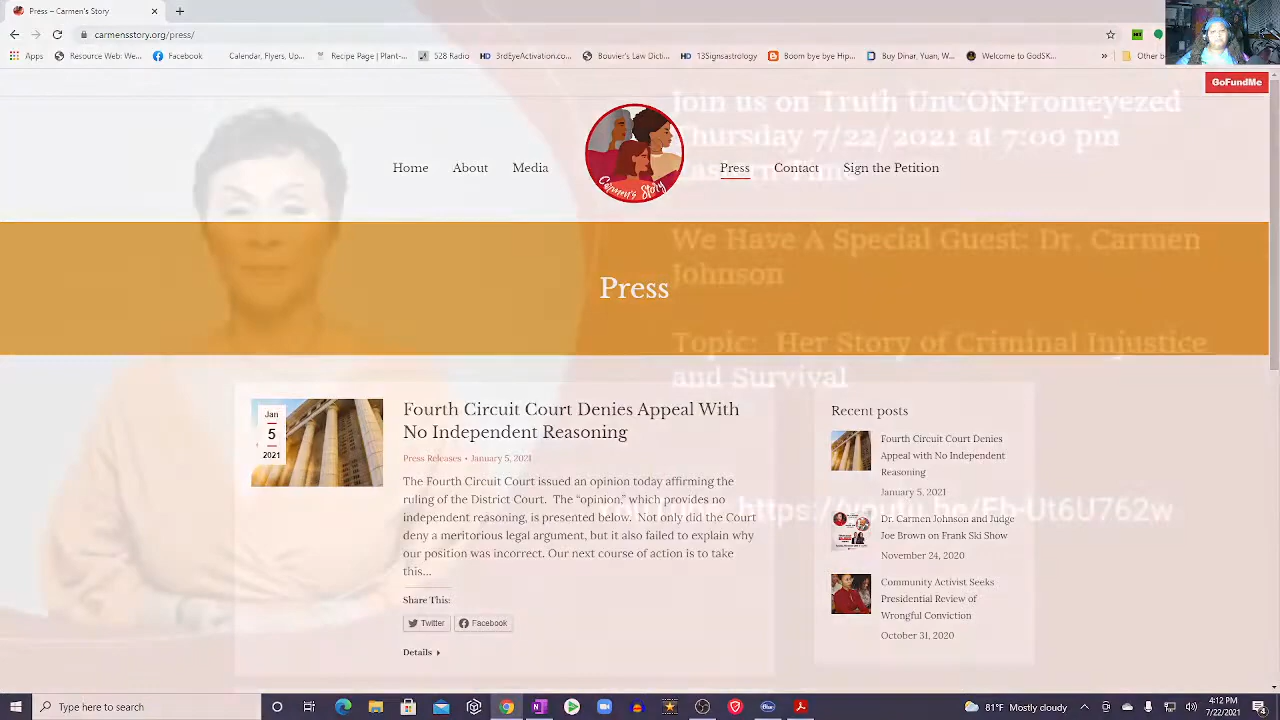 Press – Carmen's Story
carmensstory.org/press/
Apps
Welcome to Webex...
Facebook
Calendar, Flyers, Up...
Recipe Page | Plant-...
528 Earth
3rdEyeActivation.co...
Bouvier's Law Dict...
13Signsastrology
Boom bye bye Hip...
Buy Dinar, Yuan, W...
Welcome to GodSK...
»
GoFundMe
Join us on Truth UnCONPromeyezed
Thursday 7/22/2021 at 7:00 pm
Eastern Time
Home
About
Media
Carmen's Story
Press
Contact
Sign the Petition
We Have A Special Guest: Dr. Carmen
Johnson
Press
Topic: Her Story of Criminal Injustice
and Survival
Jan
5
2021
Fourth Circuit Court Denies Appeal With
No Independent Reasoning
Press Releases • January 5, 2021
The Fourth Circuit Court issued an opinion today affirming the
ruling of the District Court. The “opinion,” which provides no
independent reasoning, is presented below. Not only did the Court
deny a meritorious legal argument, but it also failed to explain why
our position was incorrect. Our next course of action is to take
this...
Share This:
Twitter
Facebook
Details
Recent posts
Fourth Circuit Court Denies
Appeal with No Independent
Reasoning
January 5, 2021
Dr. Carmen Johnson and Judge
Joe Brown on Frank Ski Show
November 24, 2020
Community Activist Seeks
Presidential Review of
Wrongful Conviction
October 31, 2020
Type here to search
81°F Mostly cloudy
4:12 PM
7/22/2021